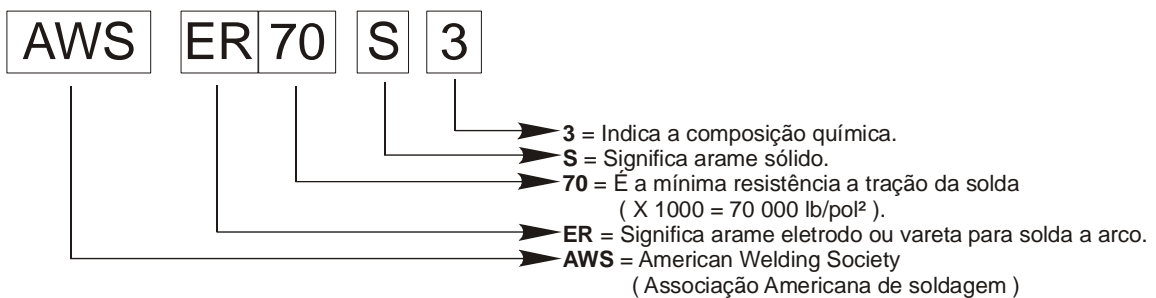 AWS ER 70 S 3
3 = Indica a composição química.
S = Significa arame sólido.
70 = É a mínima resistência a tração da solda
( X 1000 = 70 000 lb/pol² ).
ER = Significa arame eletrodo ou vareta para solda a arco.
AWS = American Welding Society
( Associação Americana de soldagem )